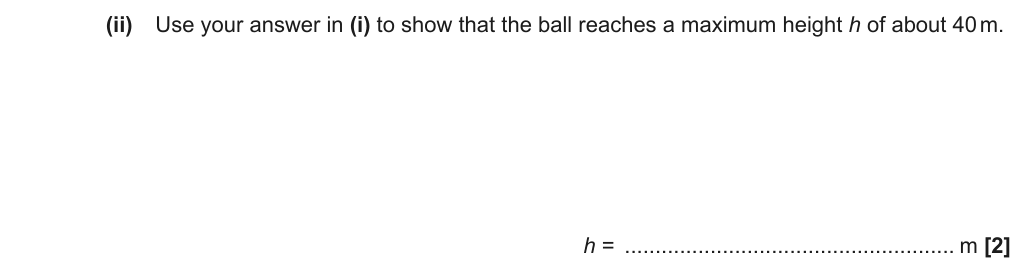 (ii) Use your answer in (i) to show that the ball reaches a maximum height h of about 40 m.
h = ...................................................... m [2]